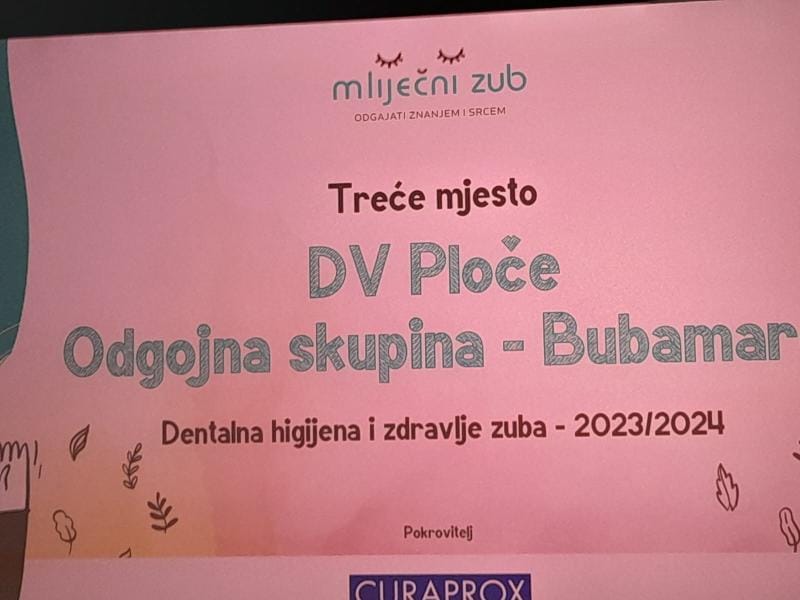 mliječni zub
ODGAJATI ZNANJEM I SRCEM
Treće mjesto
DV Ploče
Odgojna skupina - Bubamar
Dentalna higijena i zdravlje zuba - 2023/2024
Pokrovitelj
CURAPROX